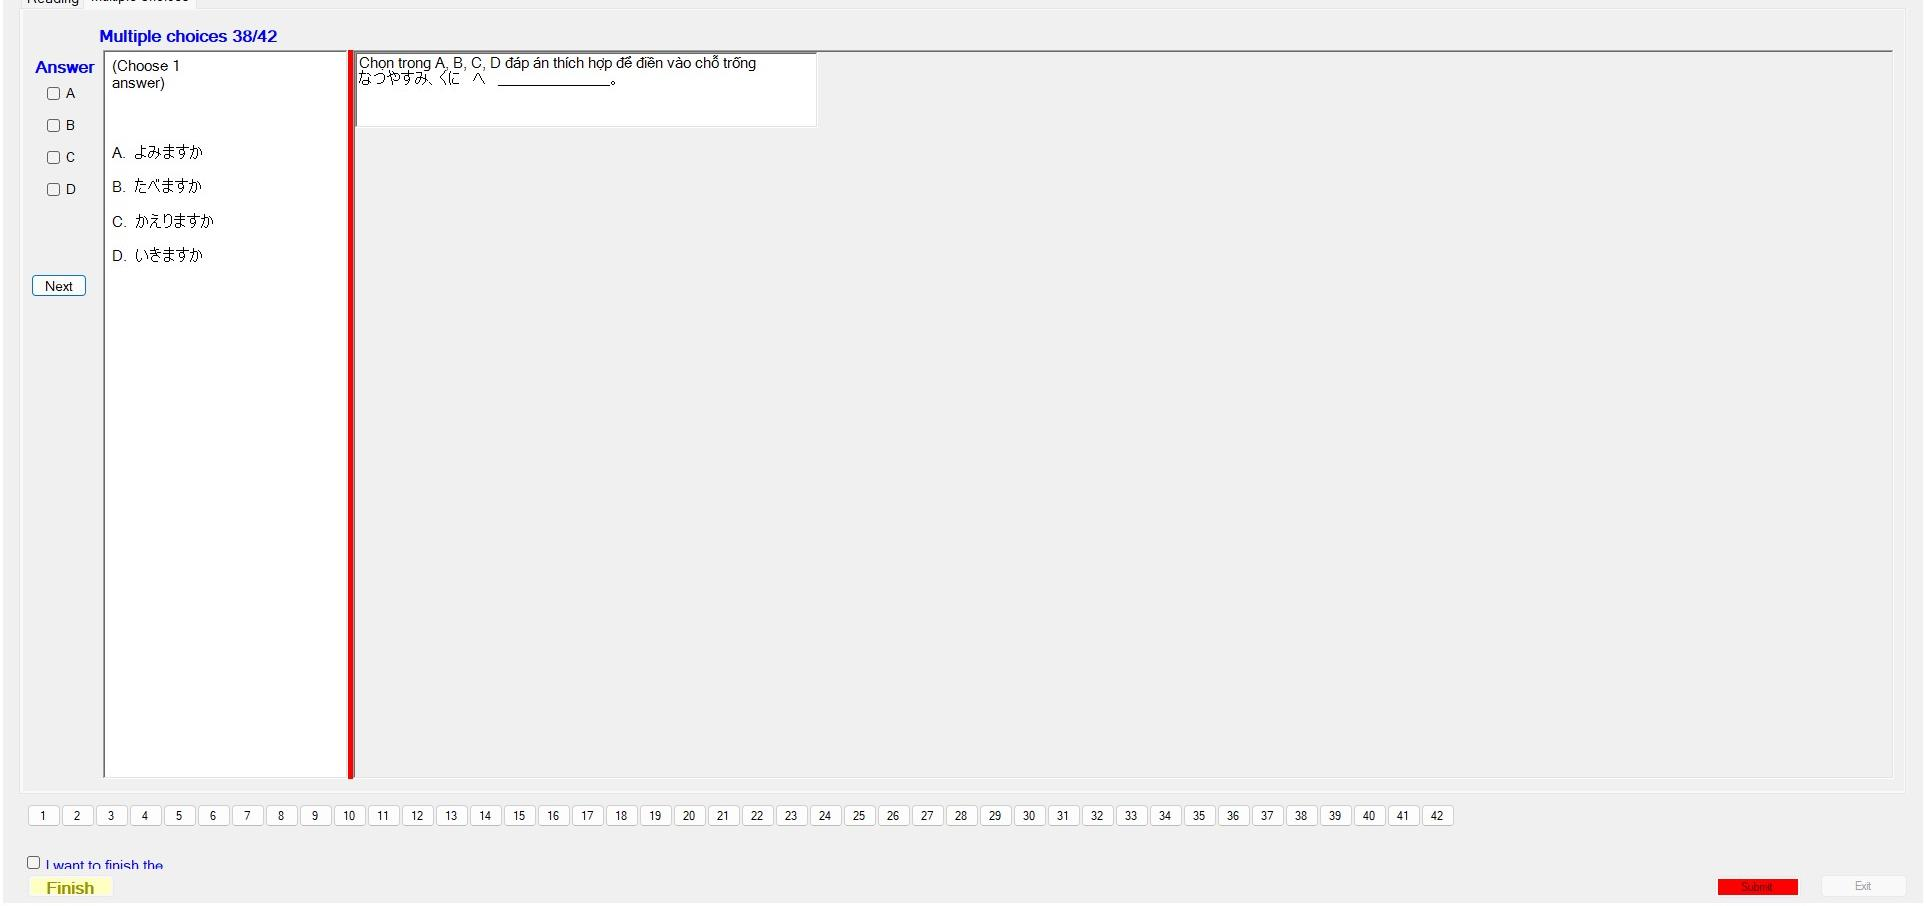 Reading Multiple Choices
Multiple choices 38/42
Answer
A
B
C
D
Next
(Choose 1
answer)
A. よみますか
B. たべますか
C. かえりますか
D. いきますか
Chọn trong A, B, C, D đáp án thích hợp để điền vào chỗ trống
なつやすみ、くに へ ______________。
1 2 3 4 5 6 7 8 9 10 11 12 13 14 15 16 17 18 19 20 21 22 23 24 25 26 27 28 29 30 31 32 33 34 35 36 37 38 39 40 41 42
I want to finish the
Finish
Submit
Exit